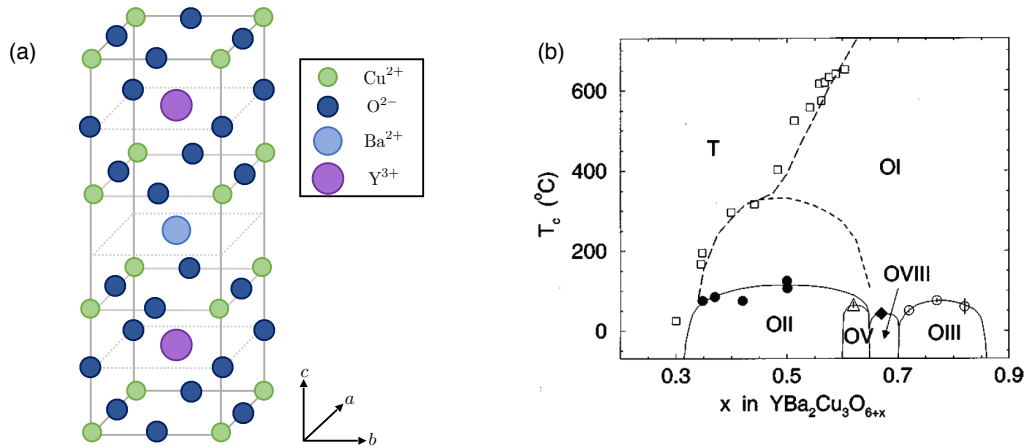 (a)
Cu²⁺
O²⁻
Ba²⁺
Y³⁺
c
a
b
(b)
T_c (°C)
600
400
200
0
T
OI
OVIII
OII
OV
OIII
0.3 0.5 0.7 0.9
x in YBa₂Cu₃O₆₊ₓ